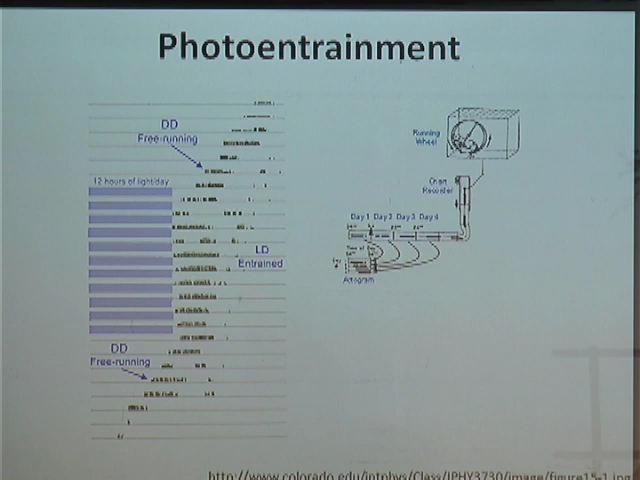 Photoentrainment
DD
Free-running
12 hours of light/day
LD
Entrained
DD
Free-running
Running
Wheel
Chart
Recorder
Day 1 Day 2 Day 3 Day 4
Actogram
http://www.colorado.edu/intphys/Class/IPHY3730/image/figure15-1.jpg